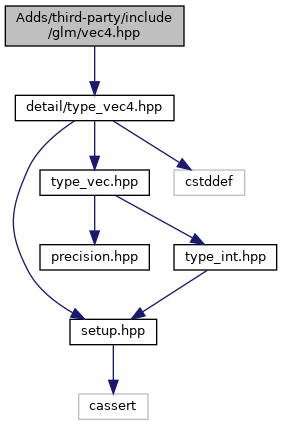 Adds/third-party/include
/glm/vec4.hpp
detail/type_vec4.hpp
type_vec.hpp
cstddef
precision.hpp
type_int.hpp
setup.hpp
cassert